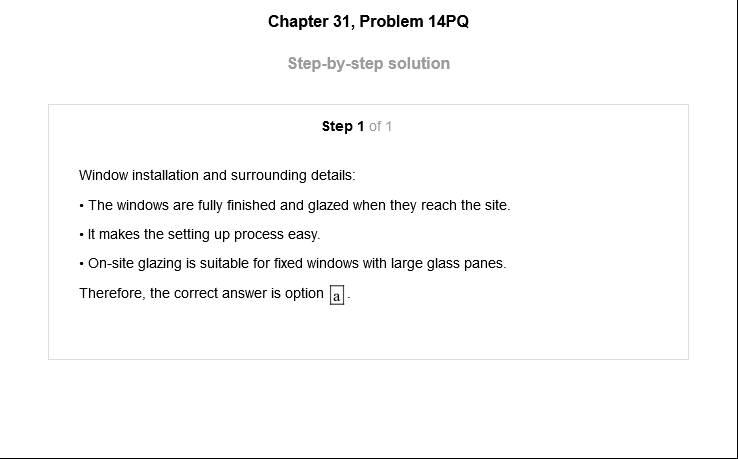 Chapter 31, Problem 14PQ
Step-by-step solution
Step 1 of 1
Window installation and surrounding details:
• The windows are fully finished and glazed when they reach the site.
• It makes the setting up process easy.
• On-site glazing is suitable for fixed windows with large glass panes.
Therefore, the correct answer is option a.